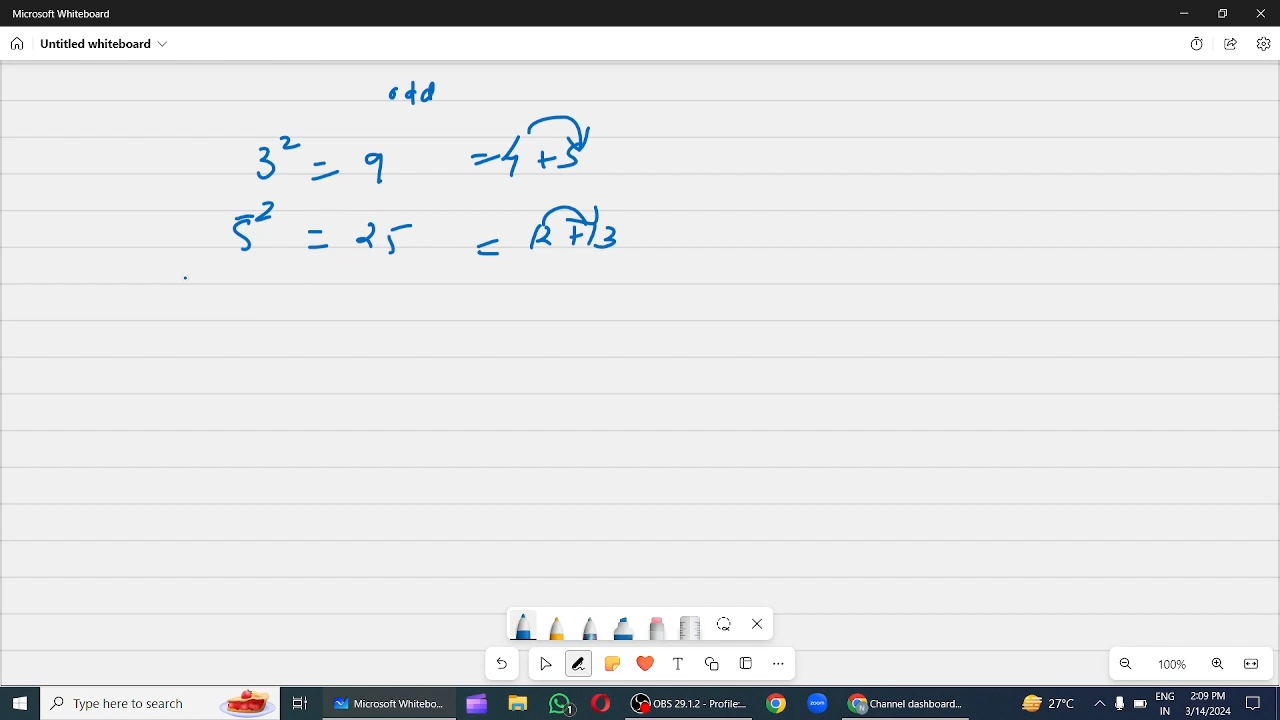 Microsoft Whiteboard
Untitled whiteboard
odd
3² = 9 = 4 + 5
5² = 25 = 12 + 13
100%
Type here to search
Microsoft Whitebo...
1
OBS 29.1.2 - Profile...
Channel dashboard...
27°C
ENG
IN
2:09 PM
3/14/2024